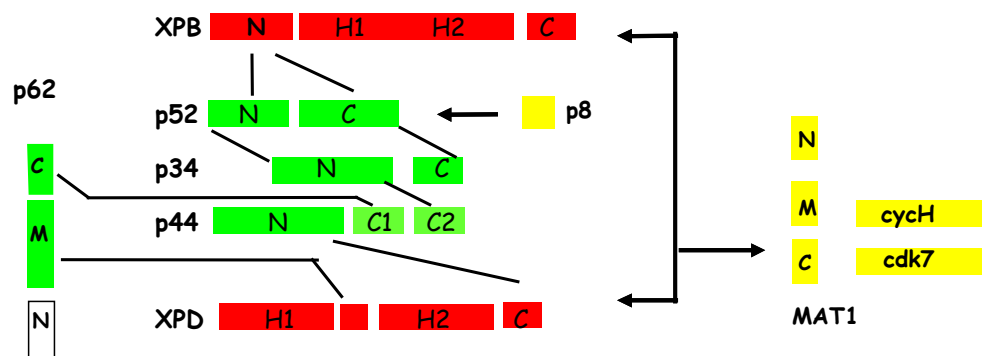 XPB N H1 H2 C
p62
p52 N C p8
p34 N C
p44 N C1 C2
XPD H1 H2 C
C
M
N
N
M cycH
C cdk7
MAT1